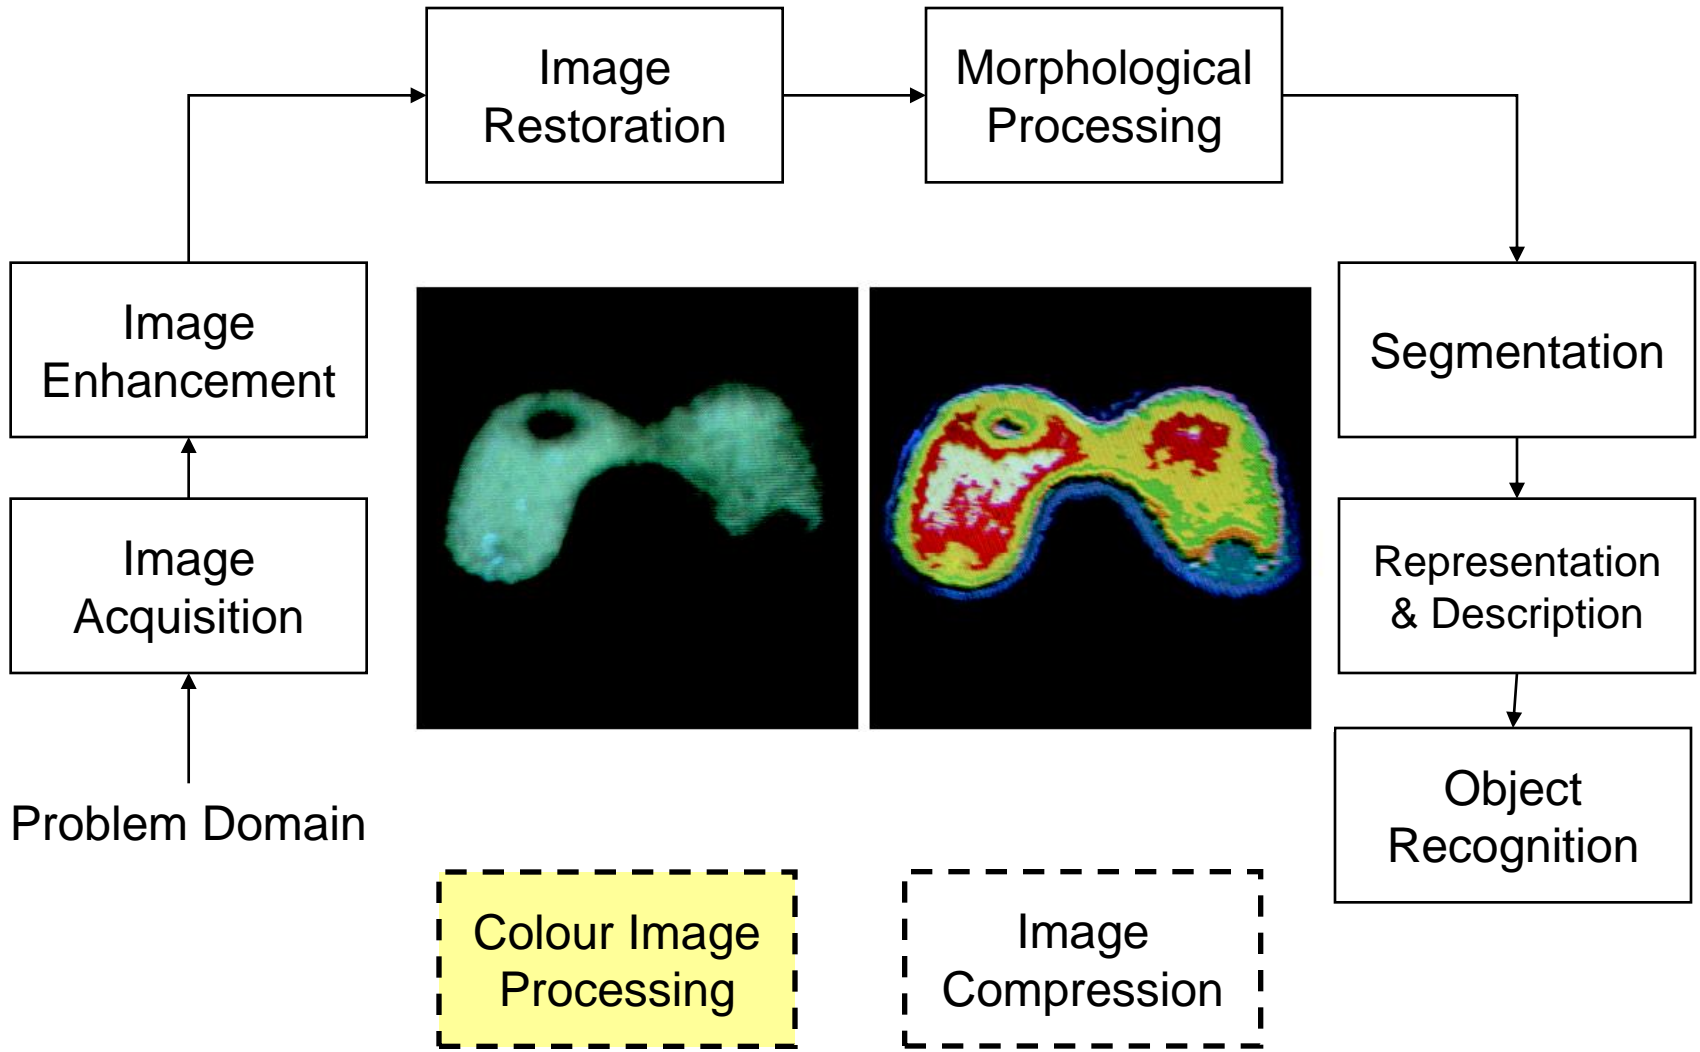 Image
Restoration
Morphological
Processing
Image
Enhancement
Segmentation
Image
Acquisition
Representation
& Description
Problem Domain
Object
Recognition
Colour Image
Processing
Image
Compression